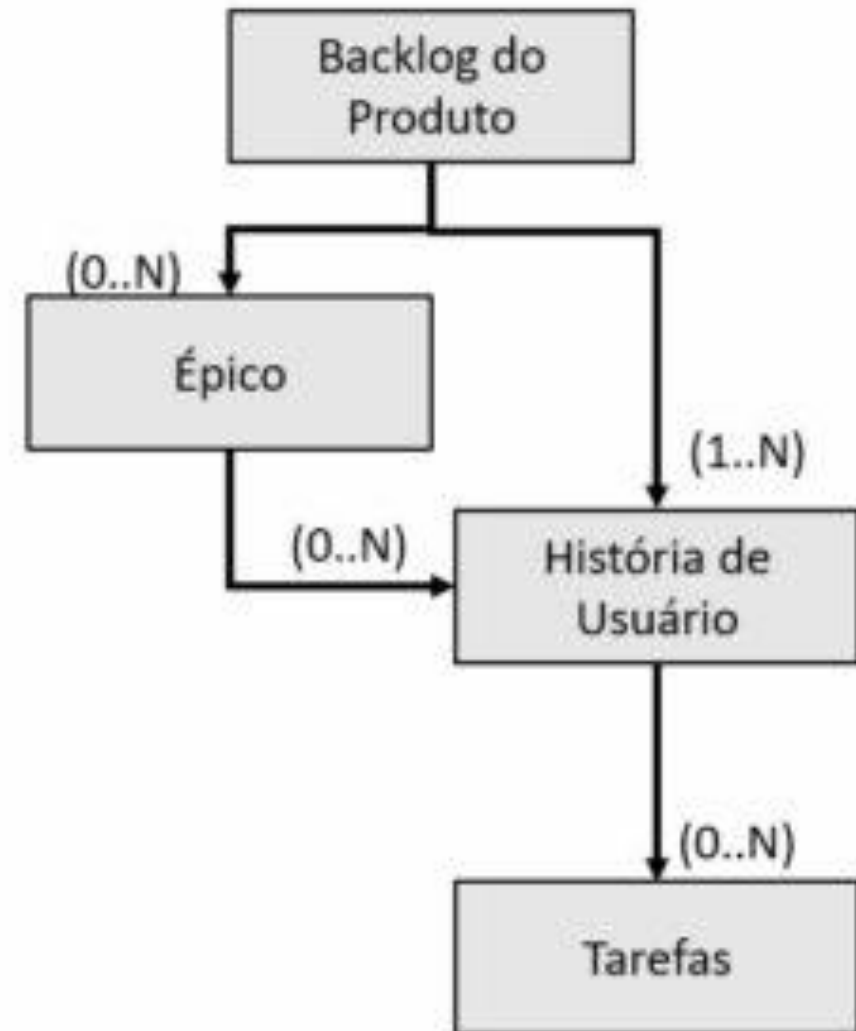 Backlog do
Produto
(0..N)
Épico
(1..N)
(0..N)
História de
Usuário
(0..N)
Tarefas